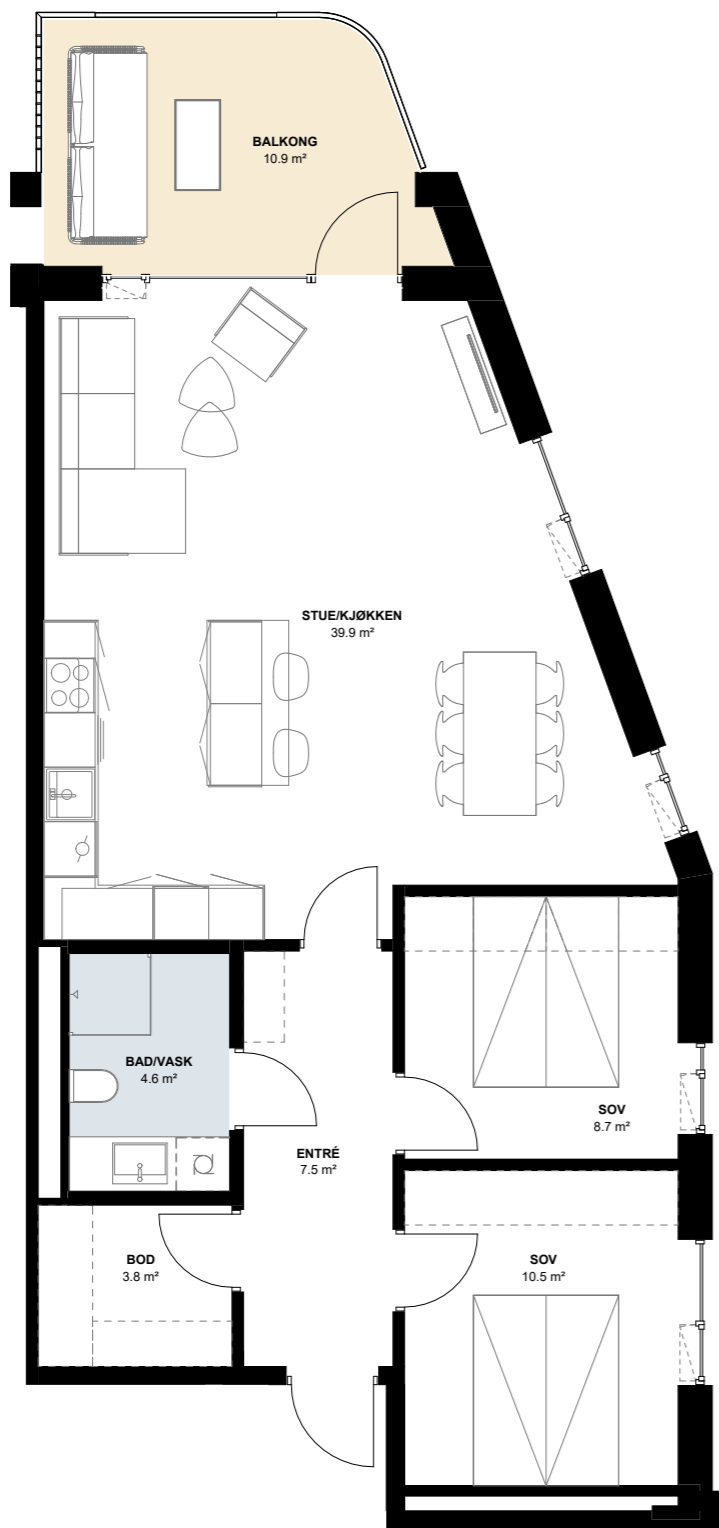 BALKONG
10.9 m²
STUE/KJØKKEN
39.9 m²
BAD/VASK
4.6 m²
SOV
8.7 m²
ENTRÉ
7.5 m²
BOD
3.8 m²
SOV
10.5 m²